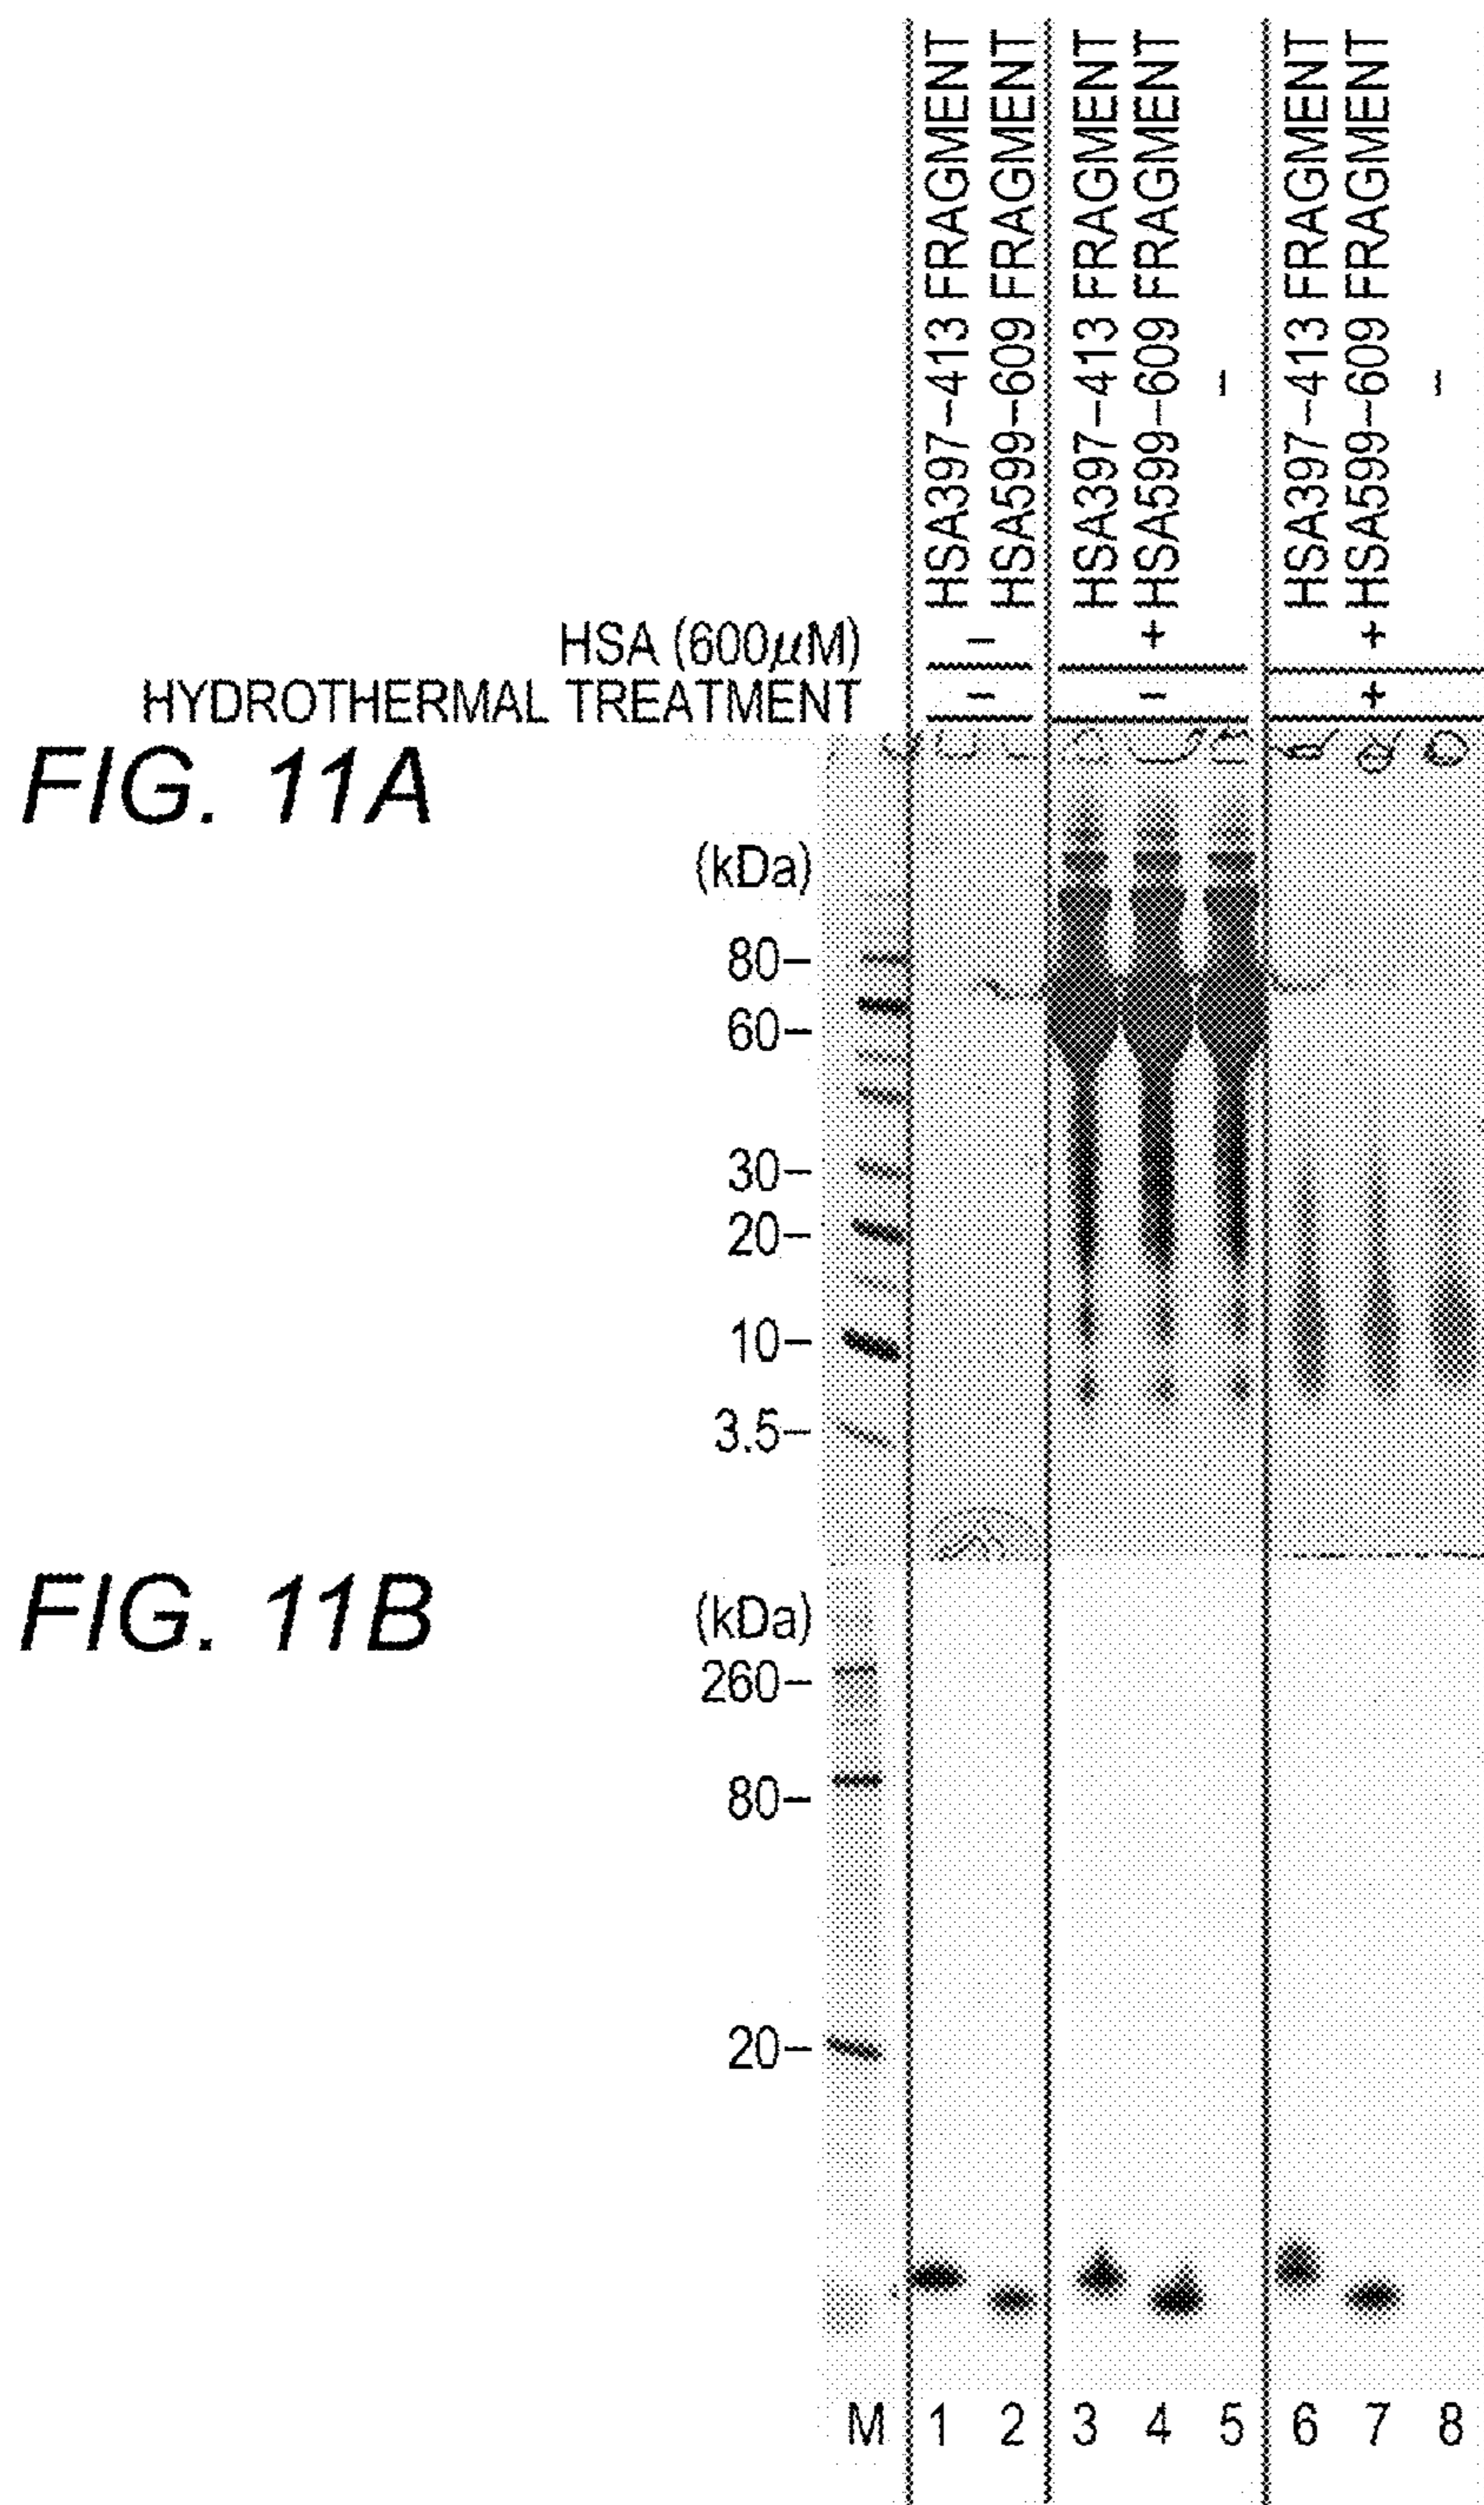 HSA397-413 FRAGMENT
HSA599-609 FRAGMENT
HSA397-413 FRAGMENT
HSA599-609 FRAGMENT
-
HSA397-413 FRAGMENT
HSA599-609 FRAGMENT
-
HSA (600μM) - + +
HYDROTHERMAL TREATMENT - - +
FIG. 11A
(kDa)
80-
60-
30-
20-
10-
3.5-
FIG. 11B
(kDa)
260-
80-
20-
M 1 2 3 4 5 6 7 8